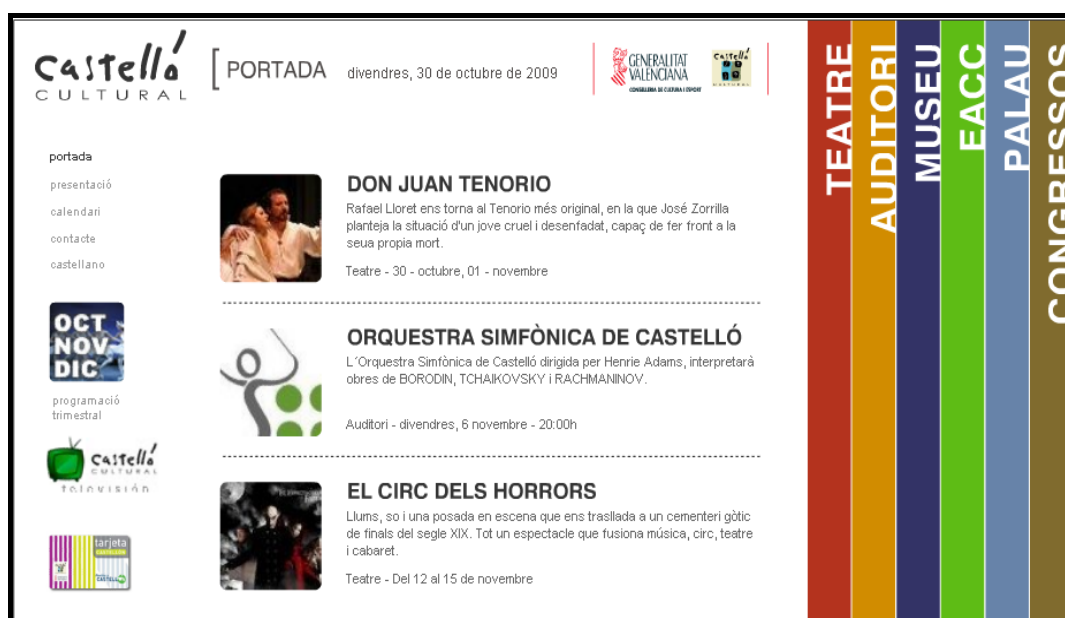 Castelló
CULTURAL
[ PORTADA
divendres, 30 de octubre de 2009
GENERALITAT
VALENCIANA
CONSELLERIA DE CULTURA I ESPORT
Castelló
CULTURAL
portada
presentació
calendari
contacte
castellano
OCT
NOV
DIC
programació
trimestral
Castelló
CULTURAL
televisión
tarjeta
DON JUAN TENORIO
Rafael Lloret ens torna al Tenorio més original, en la que José Zorrilla
planteja la situació d'un jove cruel i desenfadat, capaç de fer front a la
seua propia mort.
Teatre - 30 - octubre, 01 - novembre
ORQUESTRA SIMFÒNICA DE CASTELLÓ
L´Orquestra Simfònica de Castelló dirigida per Henrie Adams, interpretarà
obres de BORODIN, TCHAIKOVSKY i RACHMANINOV.
Auditori - divendres, 6 novembre - 20:00h
EL CIRC DELS HORRORS
Llums, so i una posada en escena que ens trasllada a un cementeri gòtic
de finals del segle XIX. Tot un espectacle que fusiona música, circ, teatre
i cabaret.
Teatre - Del 12 al 15 de novembre
TEATRE
AUDITORI
MUSEU
EACC
PALAU
CONGRESSOS